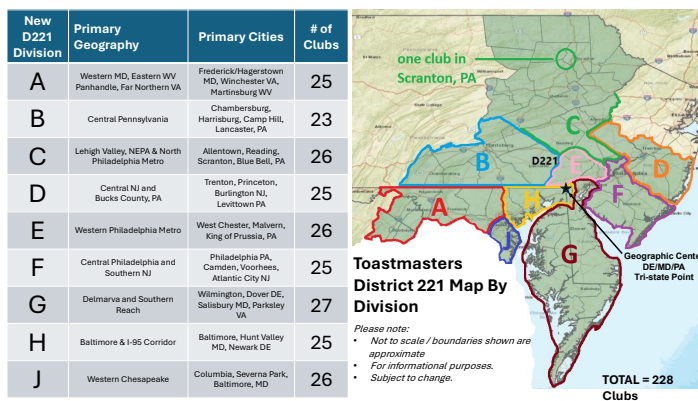 New D221 Division
Primary Geography
Primary Cities
# of Clubs
A
Western MD, Eastern WV Panhandle, Far Northern VA
Frederick/Hagerstown MD, Winchester VA, Martinsburg WV
25
B
Central Pennsylvania
Chambersburg, Harrisburg, Camp Hill, Lancaster, PA
23
C
Lehigh Valley, NEPA & North Philadelphia Metro
Allentown, Reading, Scranton, Blue Bell, PA
26
D
Central NJ and Bucks County, PA
Trenton, Princeton, Burlington NJ, Levittown PA
25
E
Western Philadelphia Metro
West Chester, Malvern, King of Prussia, PA
26
F
Central Philadelphia and Southern NJ
Philadelphia PA, Camden, Voorhees, Atlantic City NJ
25
G
Delmarva and Southern Reach
Wilmington, Dover DE, Salisbury MD, Parksley VA
27
H
Baltimore & I-95 Corridor
Baltimore, Hunt Valley MD, Newark DE
25
J
Western Chesapeake
Columbia, Severna Park, Baltimore, MD
26
one club in
Scranton, PA
C
B
D221
E
D
F
A
H
J
G
Geographic Cente
DE/MD/PA
Tri-state Point
Toastmasters
District 221 Map By
Division
Please note:
• Not to scale / boundaries shown are
approximate
• For informational purposes.
• Subject to change.
TOTAL = 228
Clubs